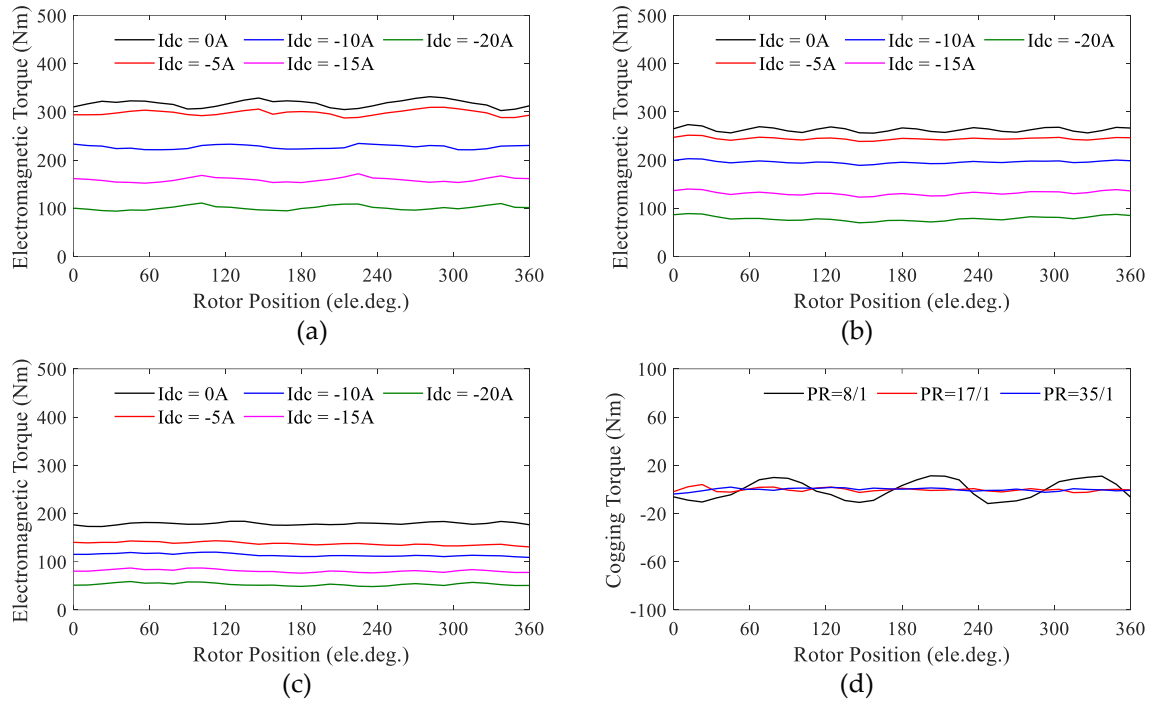 Electromagnetic Torque (Nm)
500
400
300
200
100
0
Idc = 0A Idc = -10A Idc = -20A
Idc = -5A Idc = -15A
0 60 120 180 240 300 360
Rotor Position (ele.deg.)
(a)
Electromagnetic Torque (Nm)
500
400
300
200
100
0
Idc = 0A Idc = -10A Idc = -20A
Idc = -5A Idc = -15A
0 60 120 180 240 300 360
Rotor Position (ele.deg.)
(b)
Electromagnetic Torque (Nm)
500
400
300
200
100
0
Idc = 0A Idc = -10A Idc = -20A
Idc = -5A Idc = -15A
0 60 120 180 240 300 360
Rotor Position (ele.deg.)
(c)
Cogging Torque (Nm)
100
60
20
-20
-60
-100
PR=8/1 PR=17/1 PR=35/1
0 60 120 180 240 300 360
Rotor Position (ele.deg.)
(d)